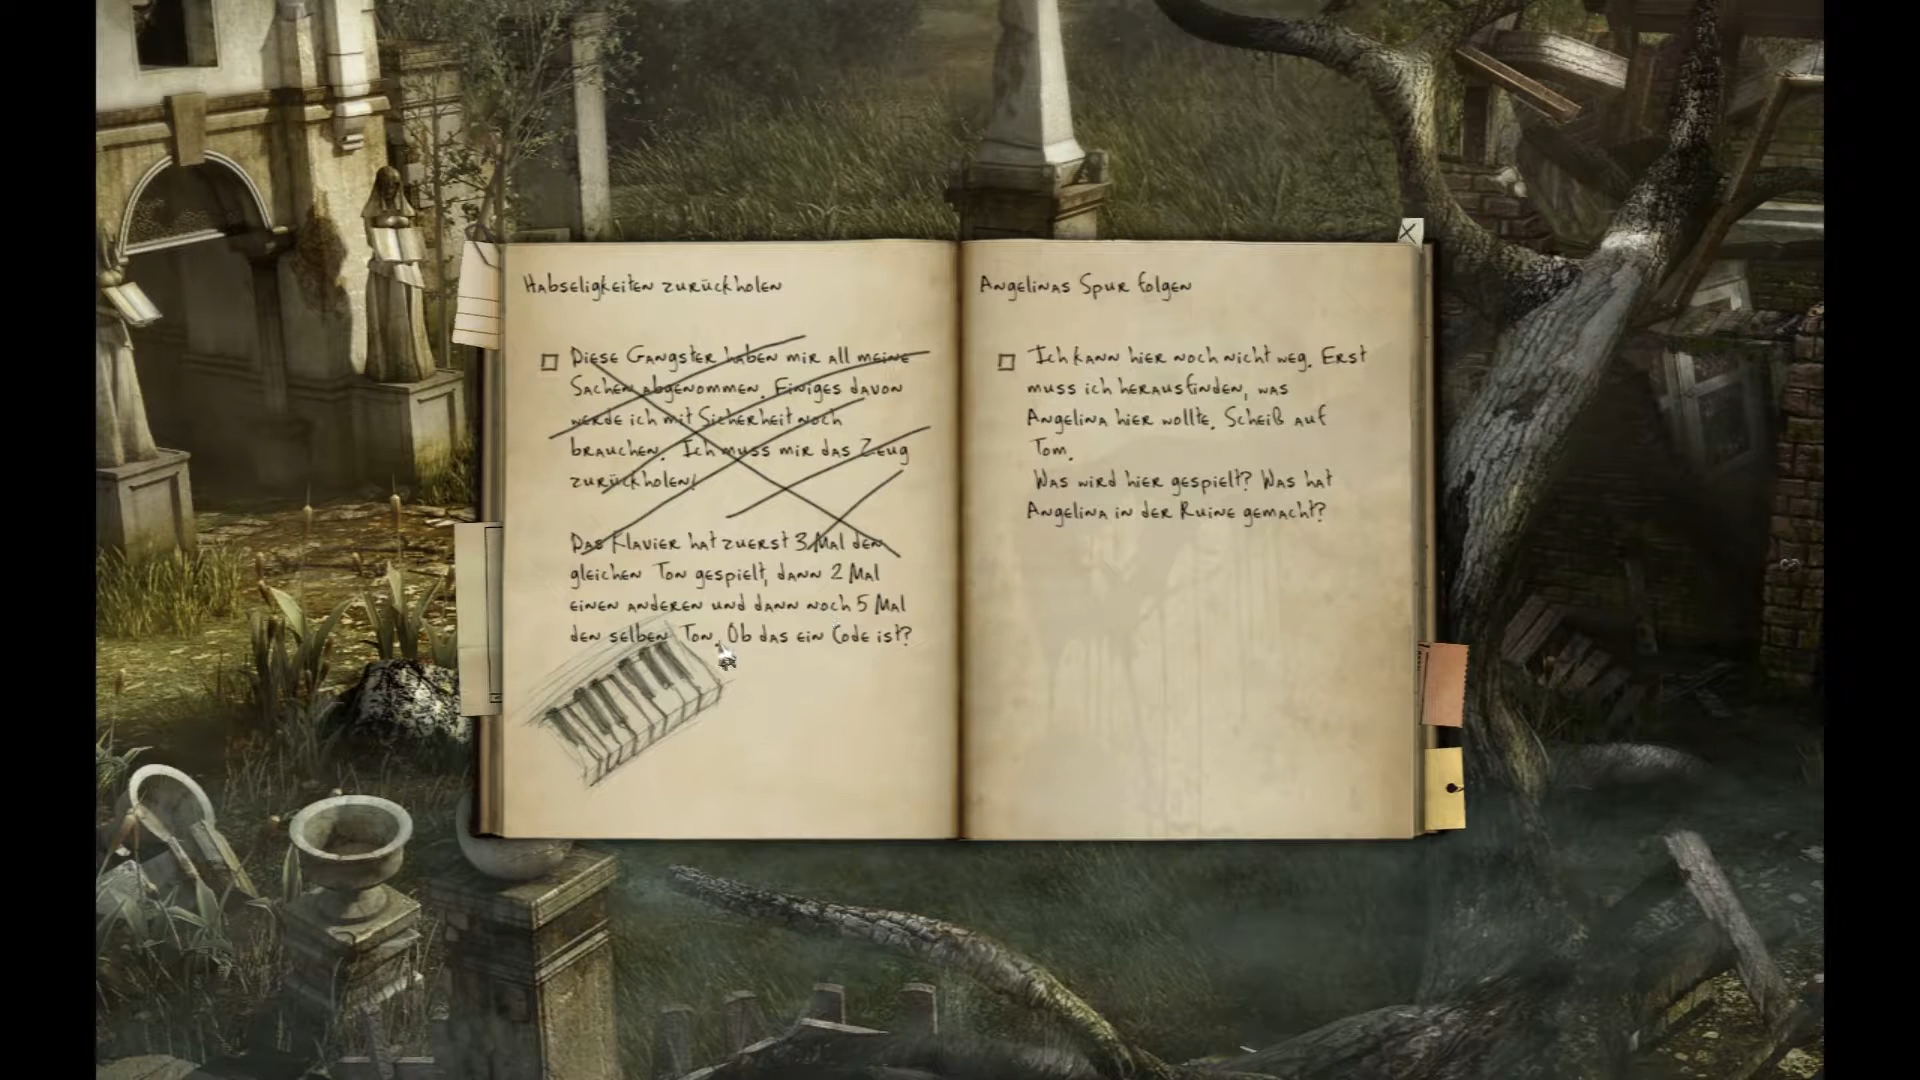 Habseligkeiten zurückholen
Diese Gangster haben mir all meine
Sachen abgenommen. Einiges davon
werde ich mit Sicherheit noch
brauchen. Ich muss mir das Zeug
zurückholen!
Das Klavier hat zuerst 3 Mal den
gleichen Ton gespielt, dann 2 Mal
einen anderen und dann noch 5 Mal
den selben Ton. Ob das ein Code ist?
Angelinas Spur folgen
Ich kann hier noch nicht weg. Erst
muss ich herausfinden, was
Angelina hier wollte. Scheiß auf
Tom.
Was wird hier gespielt? Was hat
Angelina in der Ruine gemacht?